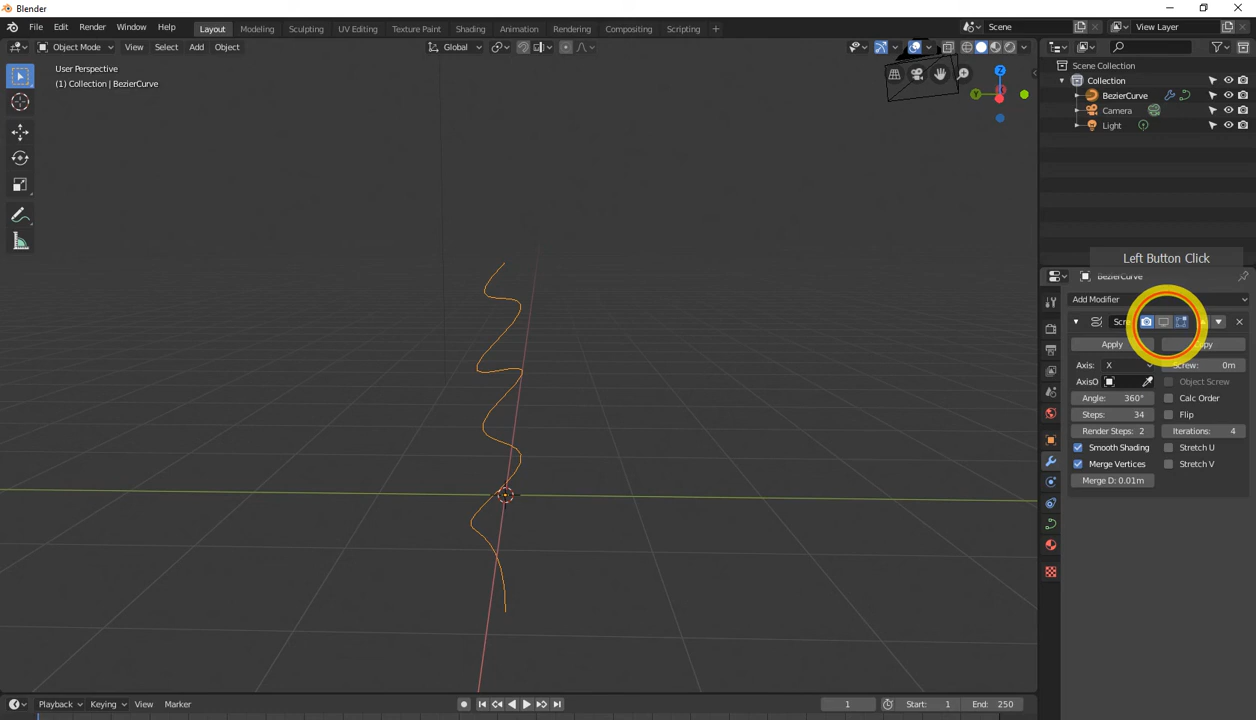 Blender
File Edit Render Window Help Layout Modeling Sculpting UV Editing Texture Paint Shading Animation Rendering Compositing Scripting + Scene View Layer
Object Mode View Select Add Object Global
User Perspective
(1) Collection | BezierCurve
Z
Y
Scene Collection
Collection
BezierCurve
Camera
Light
Left Button Click
BezierCurve
Add Modifier
Scre
Apply Copy
Axis: X Screw: 0m
AxisO Object Screw
Angle: 360° Calc Order
Steps: 34 Flip
Render Steps: 2 Iterations: 4
Smooth Shading Stretch U
Merge Vertices Stretch V
Merge D: 0.01m
Playback Keying View Marker 1 Start: 1 End: 250